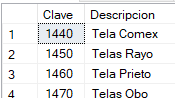 Clave Descripcion
1 1440 Tela Comex
2 1450 Telas Rayo
3 1460 Tela Prieto
4 1470 Telas Obo